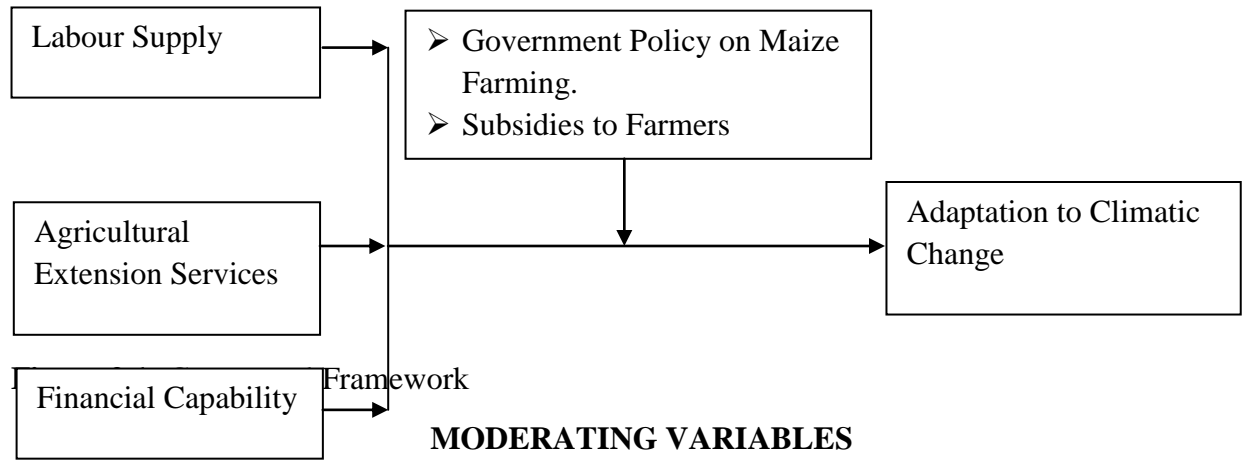 Labour Supply
➢ Government Policy on Maize
Farming.
➢ Subsidies to Farmers
Agricultural
Extension Services
Adaptation to Climatic
Change
Framework
Financial Capability
MODERATING VARIABLES